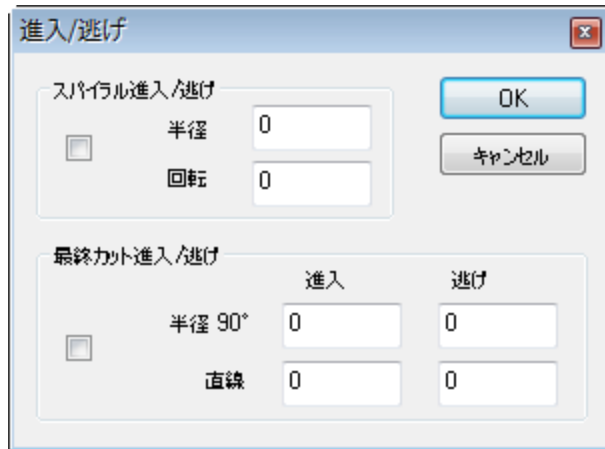 進入/逃げ
スパイラル進入/逃げ
OK
半径 0
キャンセル
回転 0
最終カット進入/逃げ
進入 逃げ
半径 90° 0 0
直線 0 0